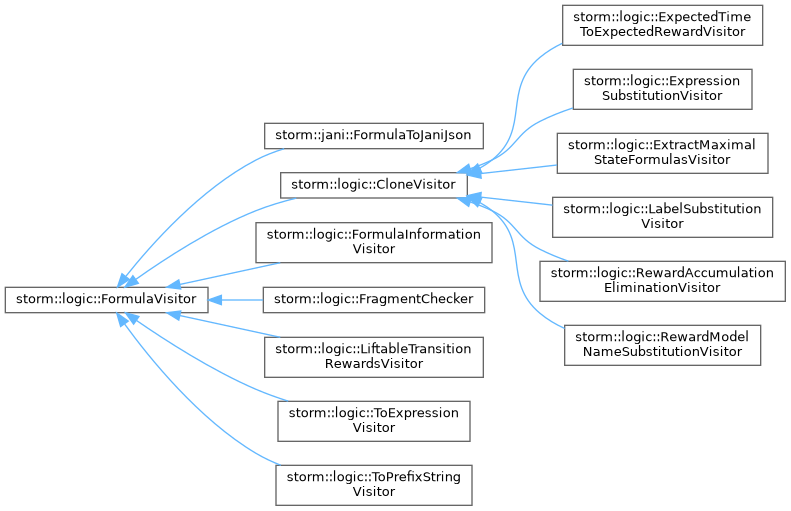 storm::logic::FormulaVisitor
storm::jani::FormulaToJaniJson
storm::logic::CloneVisitor
storm::logic::FormulaInformation
Visitor
storm::logic::FragmentChecker
storm::logic::LiftableTransition
RewardsVisitor
storm::logic::ToExpression
Visitor
storm::logic::ToPrefixString
Visitor
storm::logic::ExpectedTime
ToExpectedRewardVisitor
storm::logic::Expression
SubstitutionVisitor
storm::logic::ExtractMaximal
StateFormulasVisitor
storm::logic::LabelSubstitution
Visitor
storm::logic::RewardAccumulation
EliminationVisitor
storm::logic::RewardModel
NameSubstitutionVisitor